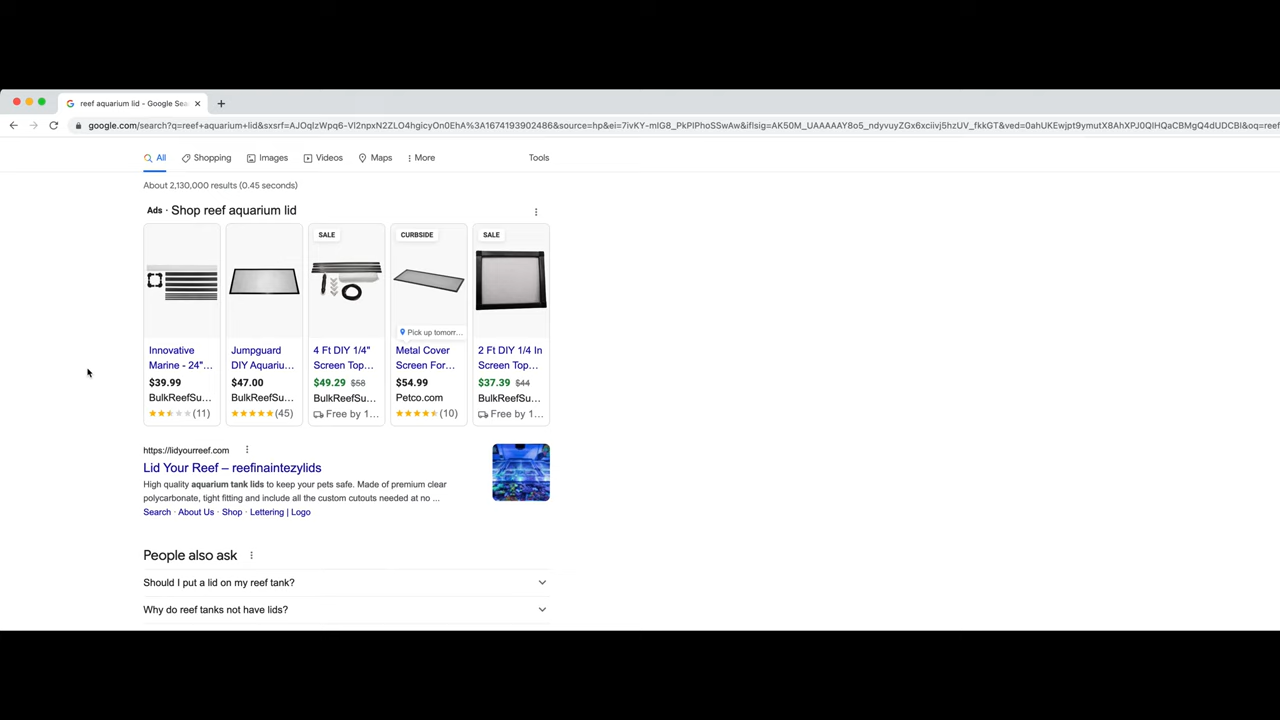 reef aquarium lid - Google Sea
google.com/search?q=reef+aquarium+lid&sxsrf=AJOqlzWpq6-Vl2npxN2ZLO4hgicyOn0EhA%3A1674193902486&source=hp&ei=7ivKY-mlG8_PkPlPhoSSwAw&iflsig=AK50M_UAAAAAY8o5_ndyvuyZGx6xciivj5hzUV_fkkGT&ved=0ahUKEwjpt9ymutX8AhXPJ0QIHQaCBMgQ4dUDCBI&oq=reef
All Shopping Images Videos Maps More Tools
About 2,130,000 results (0.45 seconds)
Ads · Shop reef aquarium lid
SALE CURBSIDE SALE
Pick up tomorr...
Innovative Marine - 24"...
$39.99
BulkReefSu...
(11)
Jumpguard DIY Aquariu...
$47.00
BulkReefSu...
(45)
4 Ft DIY 1/4" Screen Top...
$49.29 $58
BulkReefSu...
Free by 1...
Metal Cover Screen For...
$54.99
Petco.com
(10)
2 Ft DIY 1/4 In Screen Top...
$37.39 $44
BulkReefSu...
Free by 1...
https://lidyourreef.com
Lid Your Reef – reefinaintezylids
High quality aquarium tank lids to keep your pets safe. Made of premium clear
polycarbonate, tight fitting and include all the custom cutouts needed at no ...
Search · About Us · Shop · Lettering | Logo
People also ask
Should I put a lid on my reef tank?
Why do reef tanks not have lids?